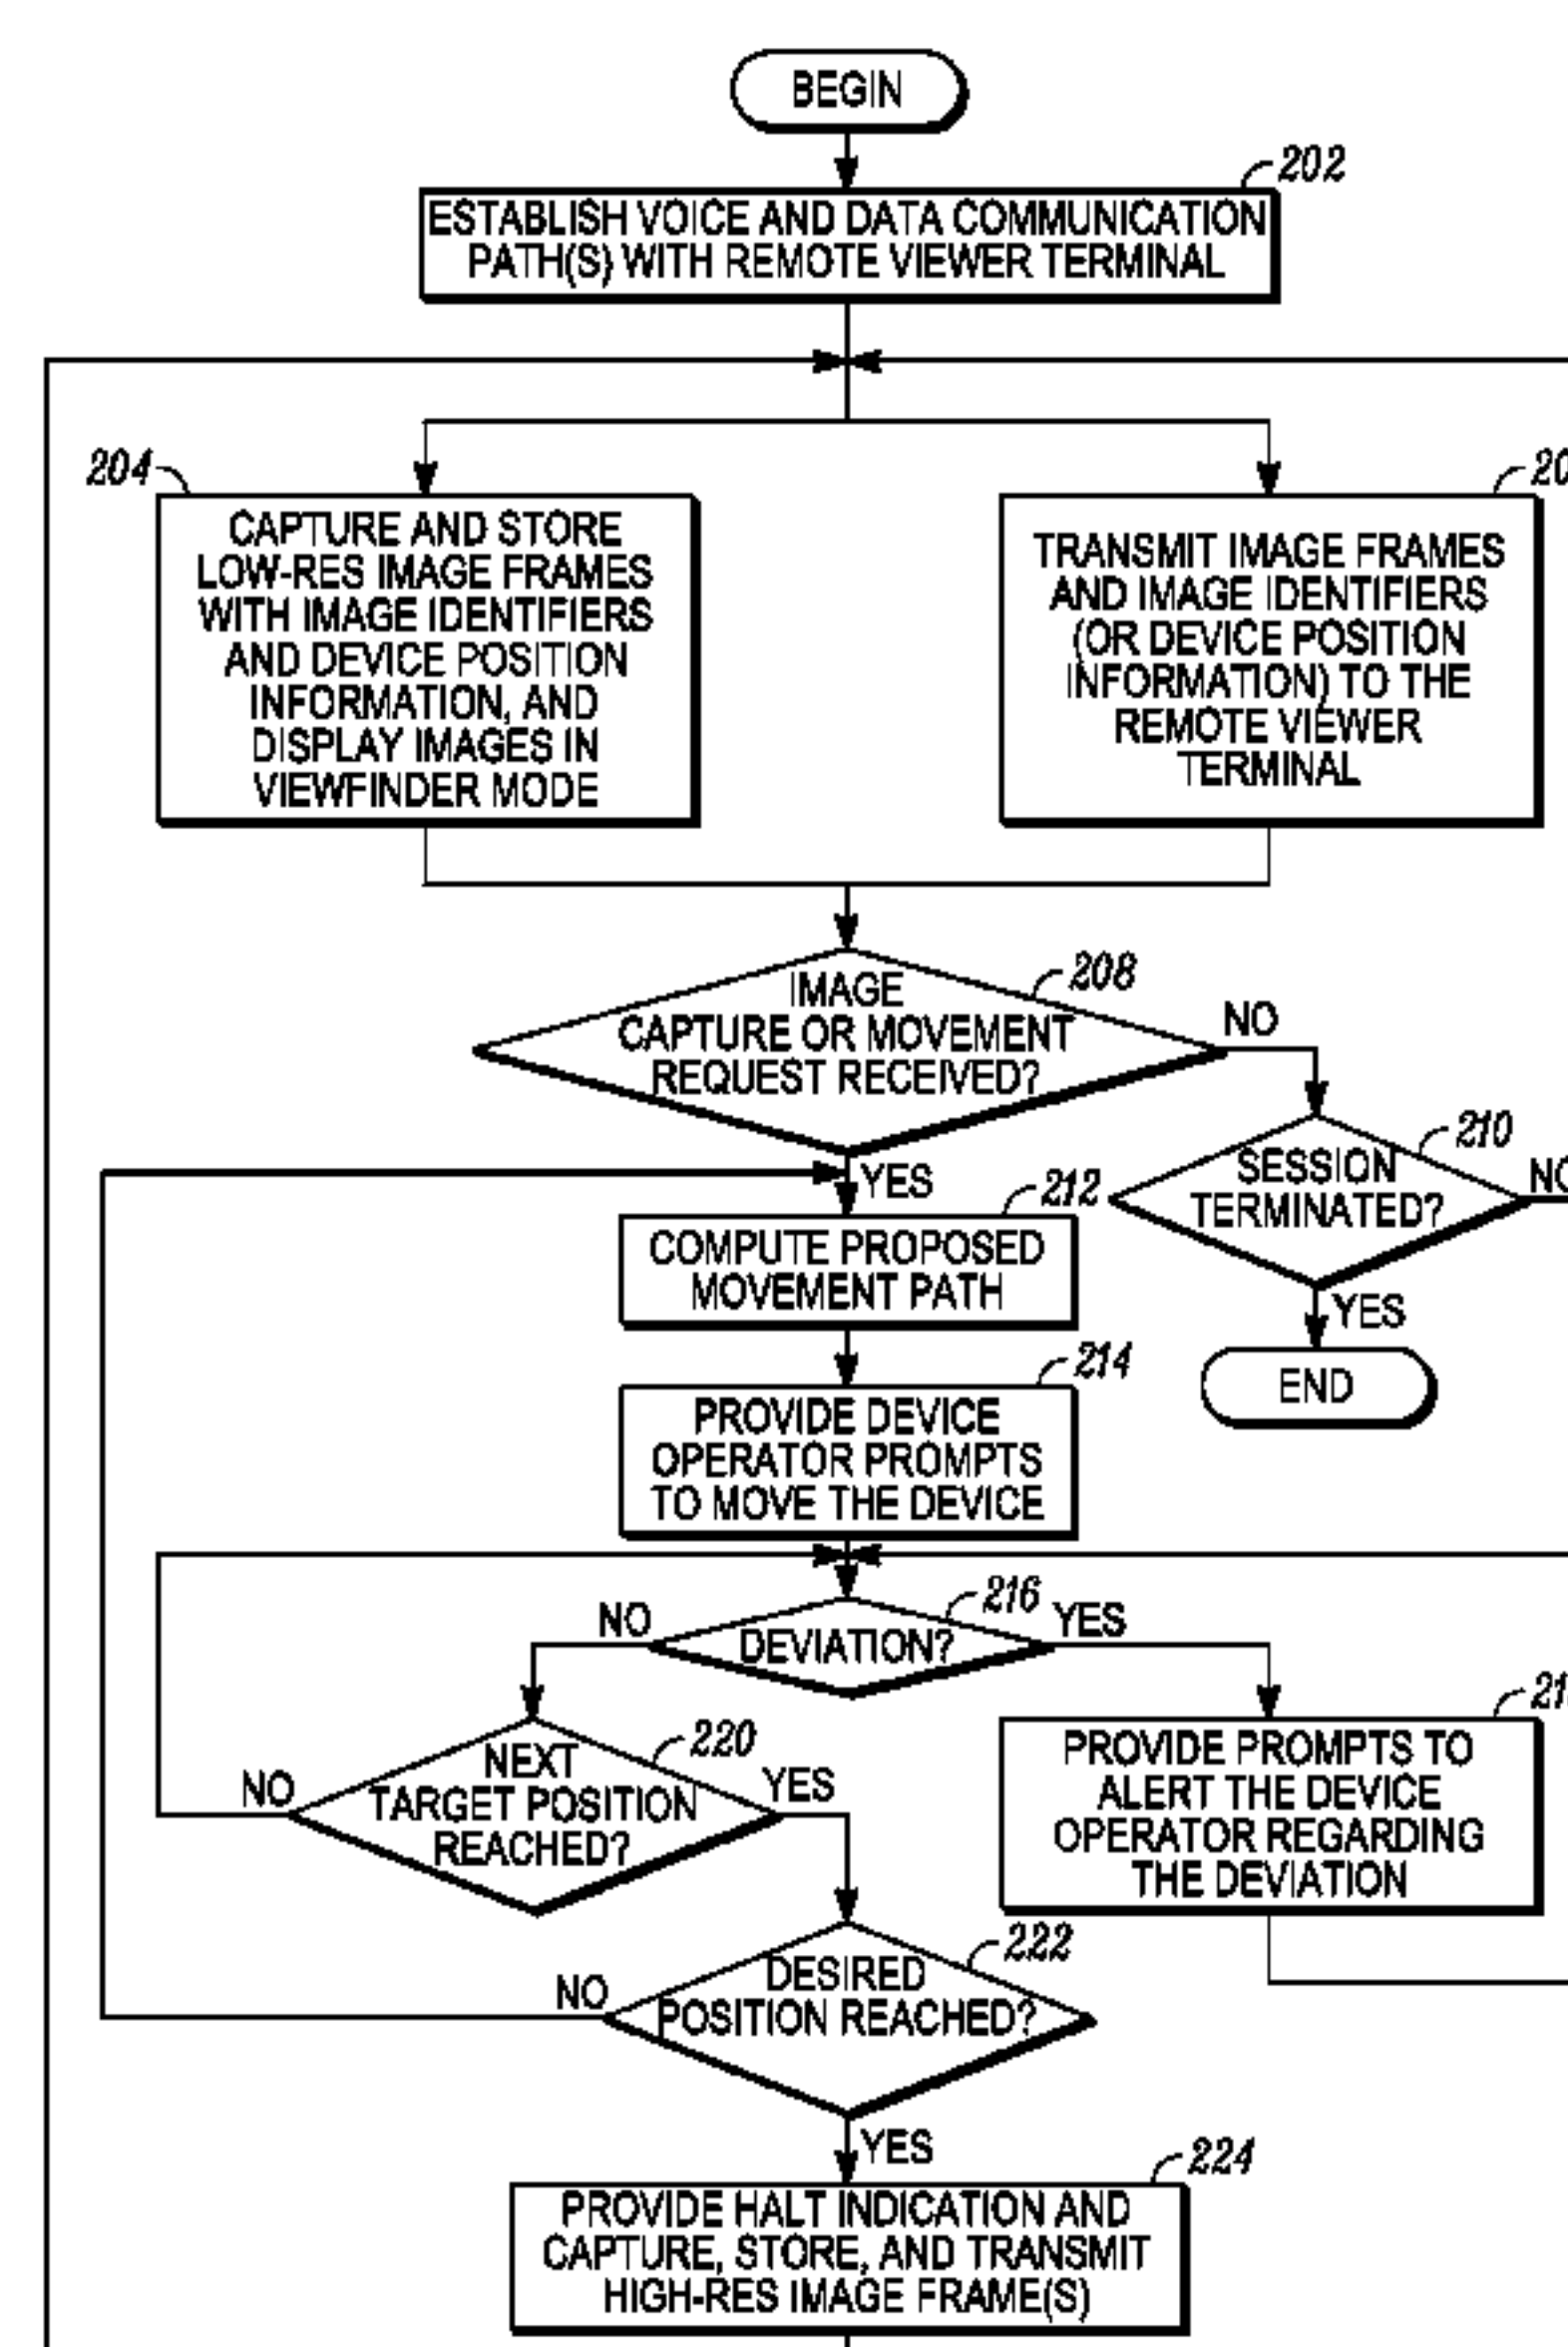 BEGIN
202
ESTABLISH VOICE AND DATA COMMUNICATION
PATH(S) WITH REMOTE VIEWER TERMINAL
204
CAPTURE AND STORE
LOW-RES IMAGE FRAMES
WITH IMAGE IDENTIFIERS
AND DEVICE POSITION
INFORMATION, AND
DISPLAY IMAGES IN
VIEWFINDER MODE
TRANSMIT IMAGE FRAMES
AND IMAGE IDENTIFIERS
(OR DEVICE POSITION
INFORMATION) TO THE
REMOTE VIEWER
TERMINAL
208
IMAGE
CAPTURE OR MOVEMENT
REQUEST RECEIVED?
NO
YES
210
SESSION
TERMINATED?
NO
YES
END
212
COMPUTE PROPOSED
MOVEMENT PATH
214
PROVIDE DEVICE
OPERATOR PROMPTS
TO MOVE THE DEVICE
216
DEVIATION?
NO
YES
PROVIDE PROMPTS TO
ALERT THE DEVICE
OPERATOR REGARDING
THE DEVIATION
220
NEXT
TARGET POSITION
REACHED?
NO
YES
222
DESIRED
POSITION REACHED?
NO
YES
224
PROVIDE HALT INDICATION AND
CAPTURE, STORE, AND TRANSMIT
HIGH-RES IMAGE FRAME(S)